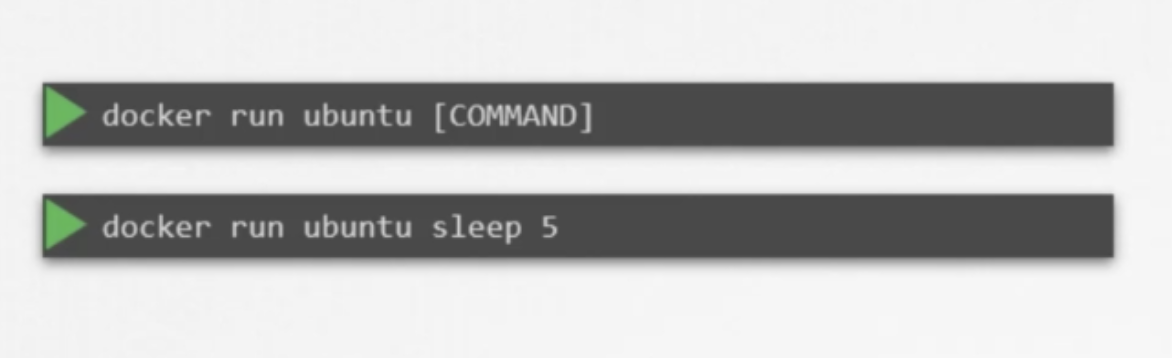 docker run ubuntu [COMMAND]
docker run ubuntu sleep 5